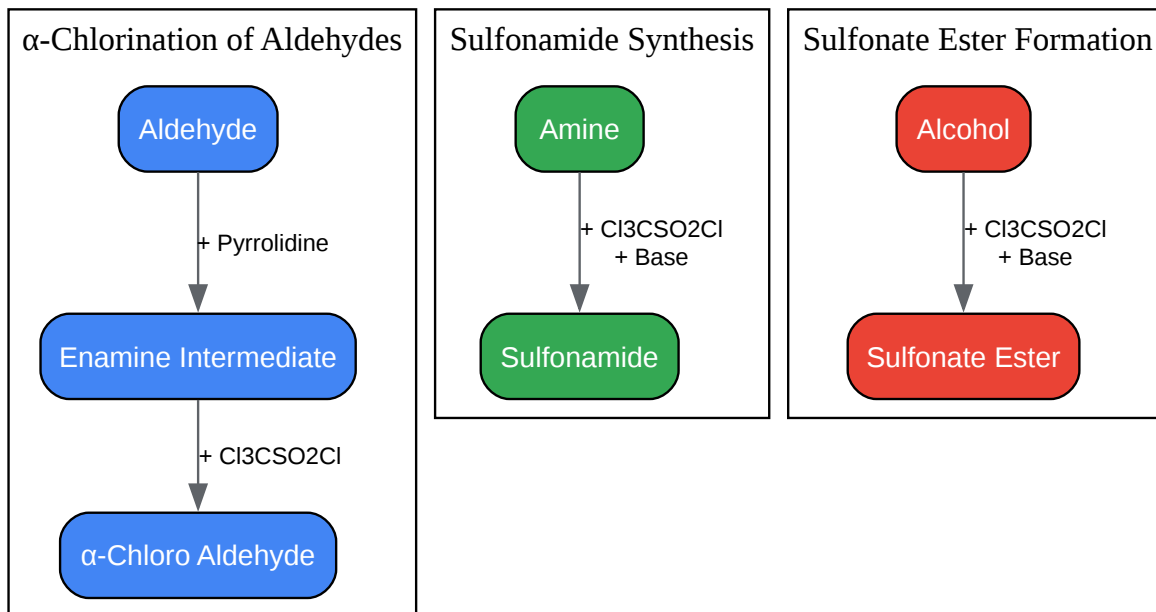 α-Chlorination of Aldehydes
Aldehyde
+ Pyrrolidine
Enamine Intermediate
+ Cl3CSO2Cl
α-Chloro Aldehyde
Sulfonamide Synthesis
Amine
+ Cl3CSO2Cl
+ Base
Sulfonamide
Sulfonate Ester Formation
Alcohol
+ Cl3CSO2Cl
+ Base
Sulfonate Ester